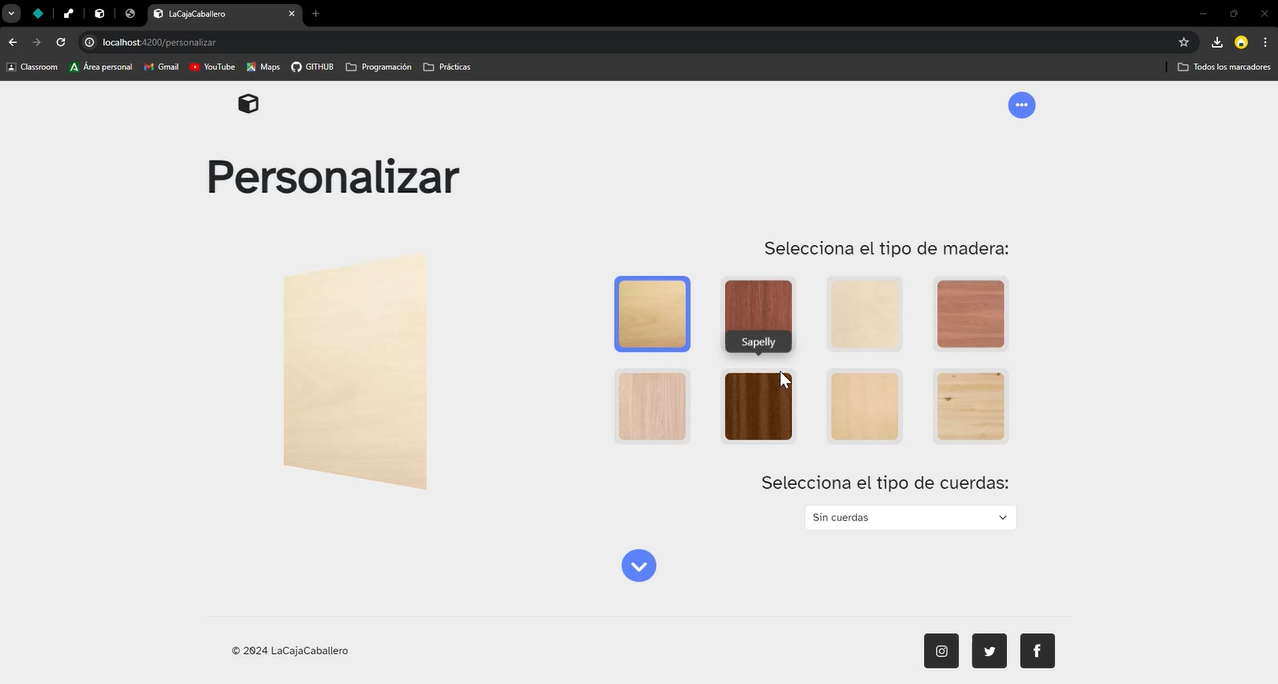 LaCajaCaballero
localhost:4200/personalizar
Classroom Área personal Gmail YouTube Maps GITHUB Programación Prácticas Todos los marcadores
Personalizar
Selecciona el tipo de madera:
Sapelly
Selecciona el tipo de cuerdas:
Sin cuerdas
© 2024 LaCajaCaballero